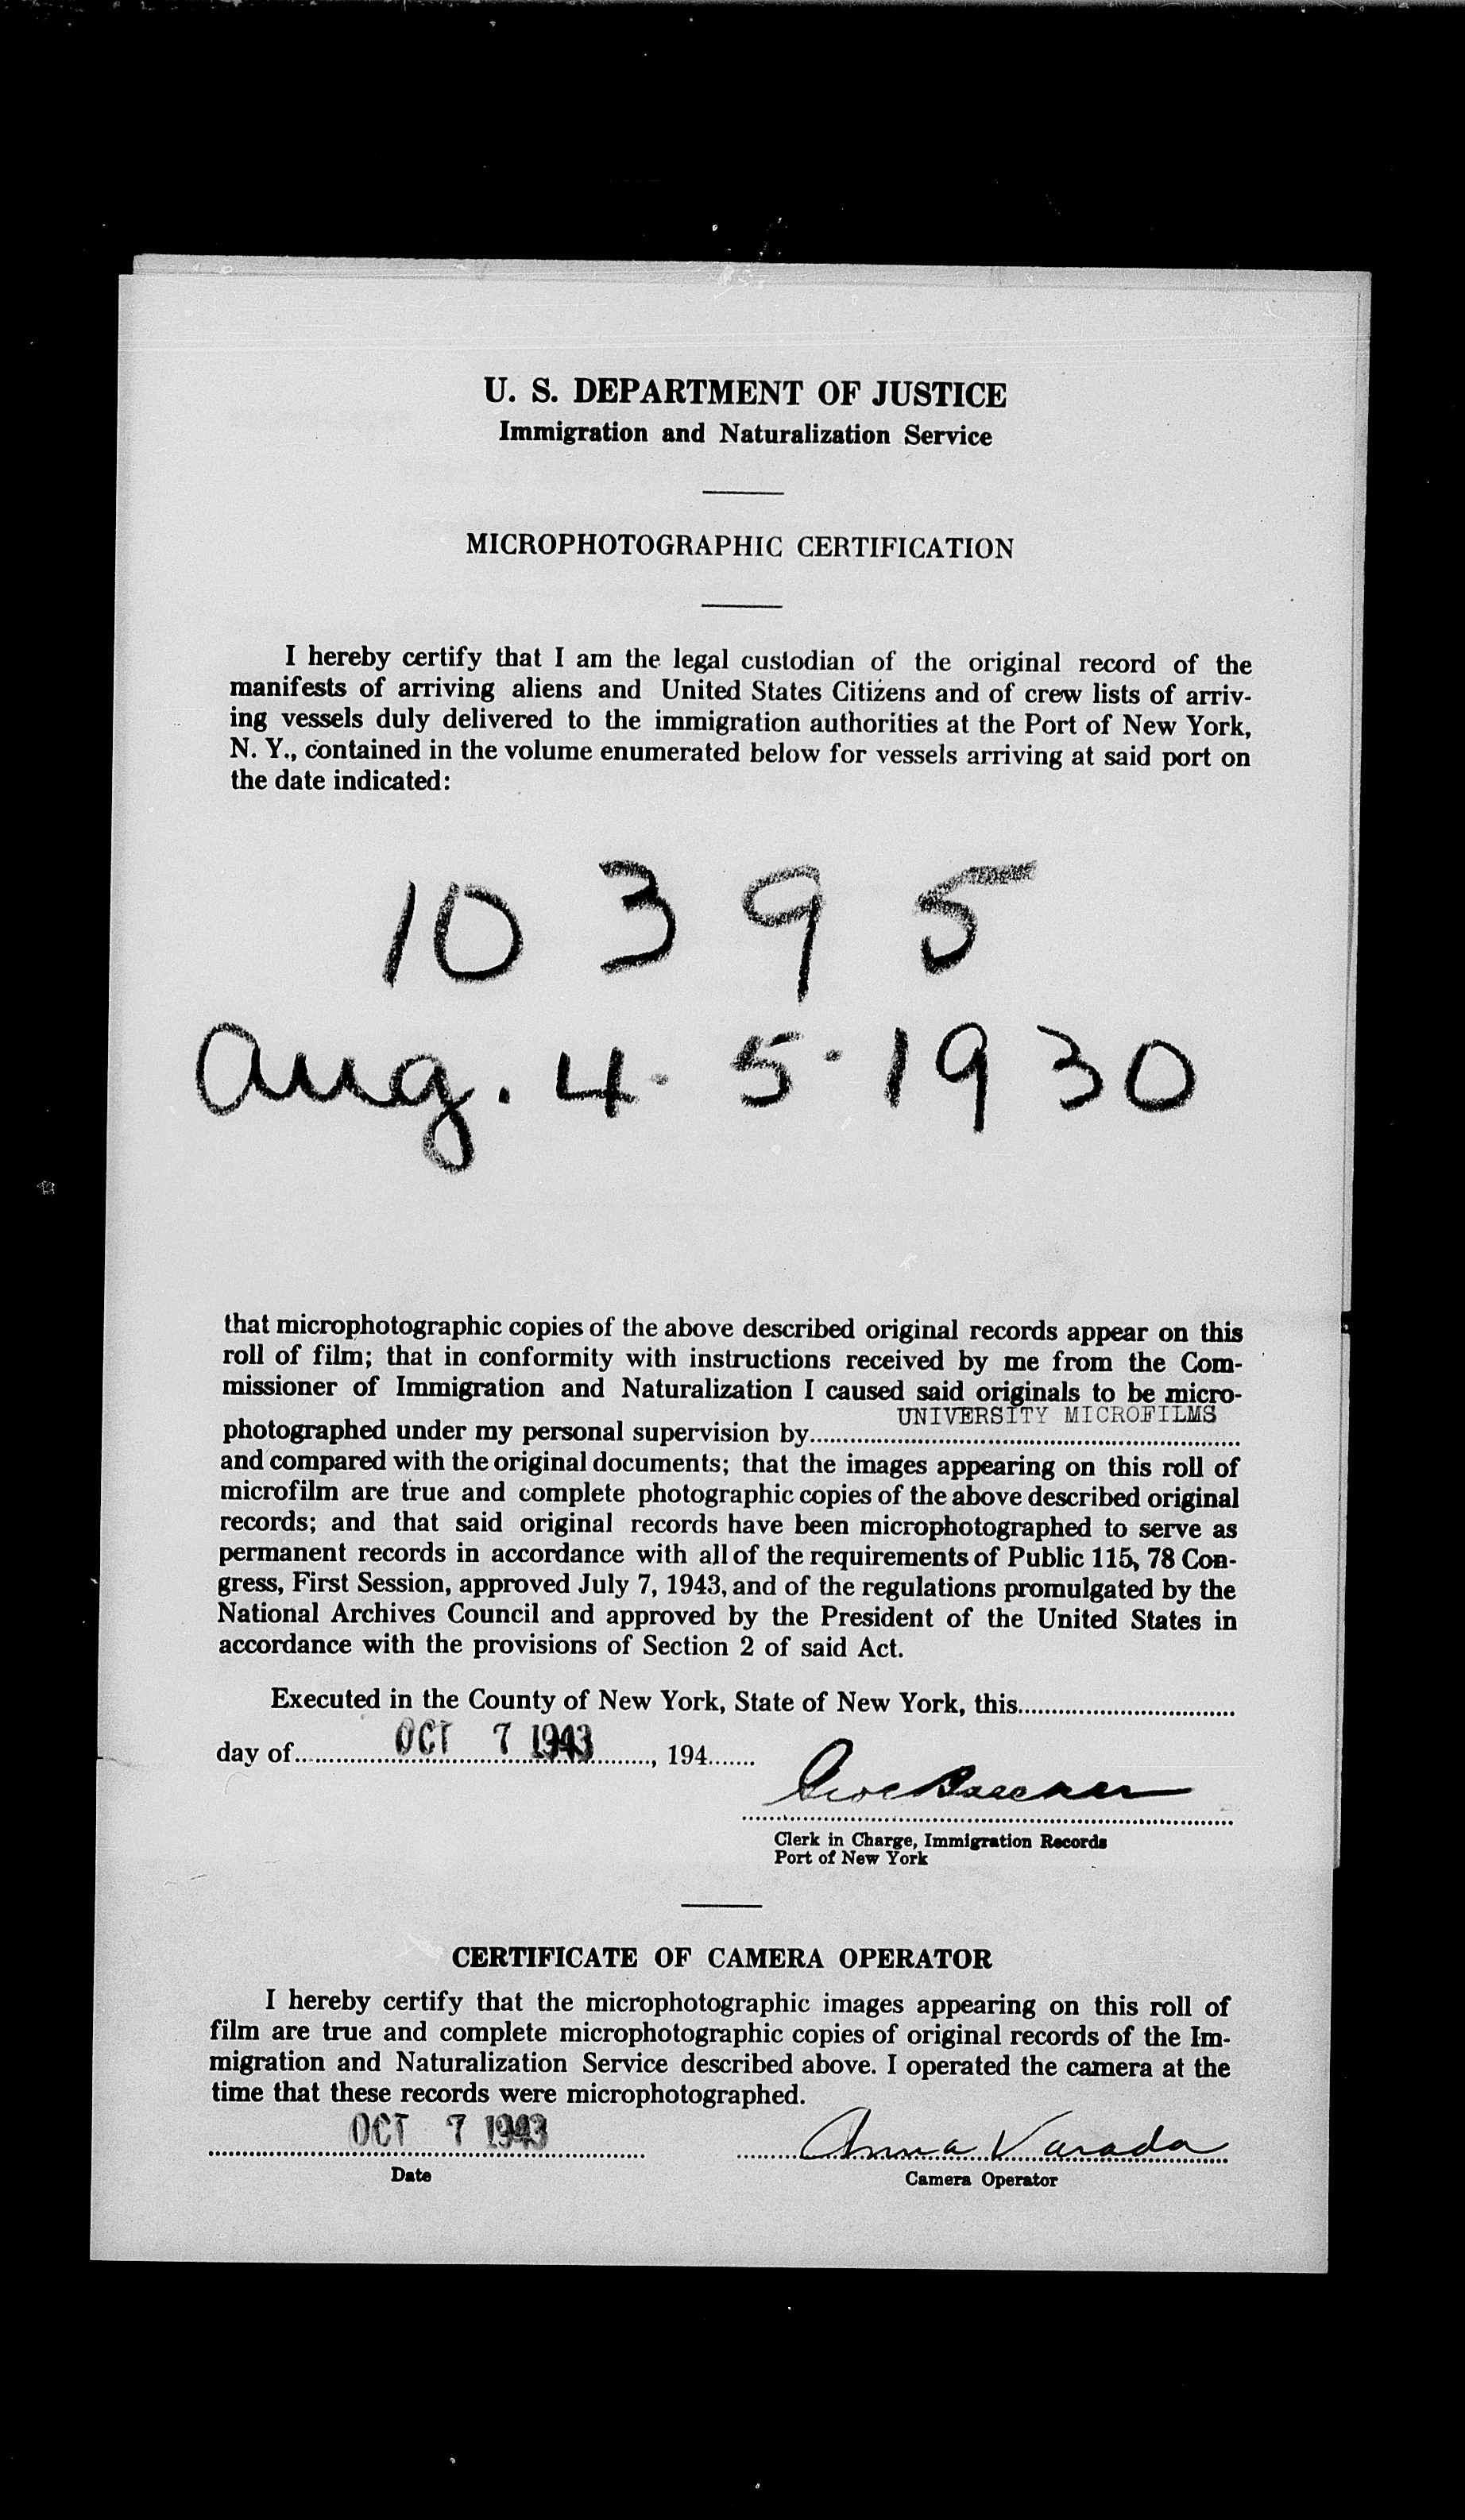 U. S. DEPARTMENT OF JUSTICE
Immigration and Naturalization Service
MICROPHOTOGRAPHIC CERTIFICATION
I hereby certify that I am the legal custodian of the original record of the
manifests of arriving aliens and United States Citizens and of crew lists of arriv-
ing vessels duly delivered to the immigration authorities at the Port of New York,
N. Y., contained in the volume enumerated below for vessels arriving at said port on
the date indicated:
10395
Aug. 4-5-1930
that microphotographic copies of the above described original records appear on this
roll of film; that in conformity with instructions received by me from the Com-
missioner of Immigration and Naturalization I caused said originals to be micro-
photographed under my personal supervision by UNIVERSITY MICROFILMS
and compared with the original documents; that the images appearing on this roll of
microfilm are true and complete photographic copies of the above described original
records; and that said original records have been microphotographed to serve as
permanent records in accordance with all of the requirements of Public 115, 78 Con-
gress, First Session, approved July 7, 1943, and of the regulations promulgated by the
National Archives Council and approved by the President of the United States in
accordance with the provisions of Section 2 of said Act.
Executed in the County of New York, State of New York, this
day of OCT 7 1943, 194
Clerk in Charge, Immigration Records
Port of New York
CERTIFICATE OF CAMERA OPERATOR
I hereby certify that the microphotographic images appearing on this roll of
film are true and complete microphotographic copies of original records of the Im-
migration and Naturalization Service described above. I operated the camera at the
time that these records were microphotographed.
OCT 7 1943 Anna Varada
Date Camera Operator